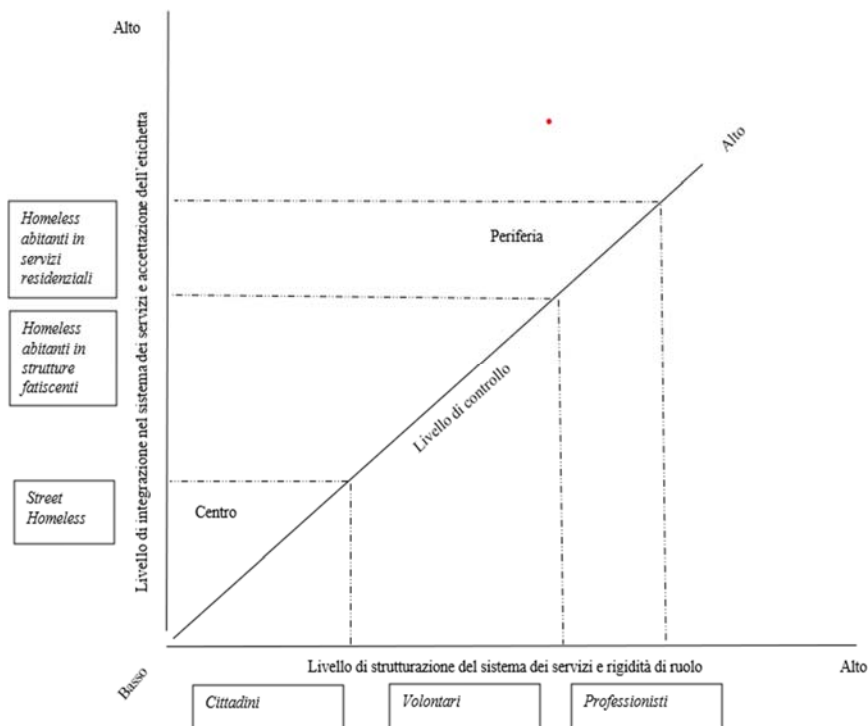 Alto
Livello di integrazione nel sistema dei servizi e accettazione dell'etichetta
Alto
Homeless
abitanti in
servizi
residenziali
Periferia
Homeless
abitanti in
strutture
fatiscenti
Livello di controllo
Street
Homeless
Centro
Basso
Livello di strutturazione del sistema dei servizi e rigidità di ruolo
Alto
Cittadini
Volontari
Professionisti